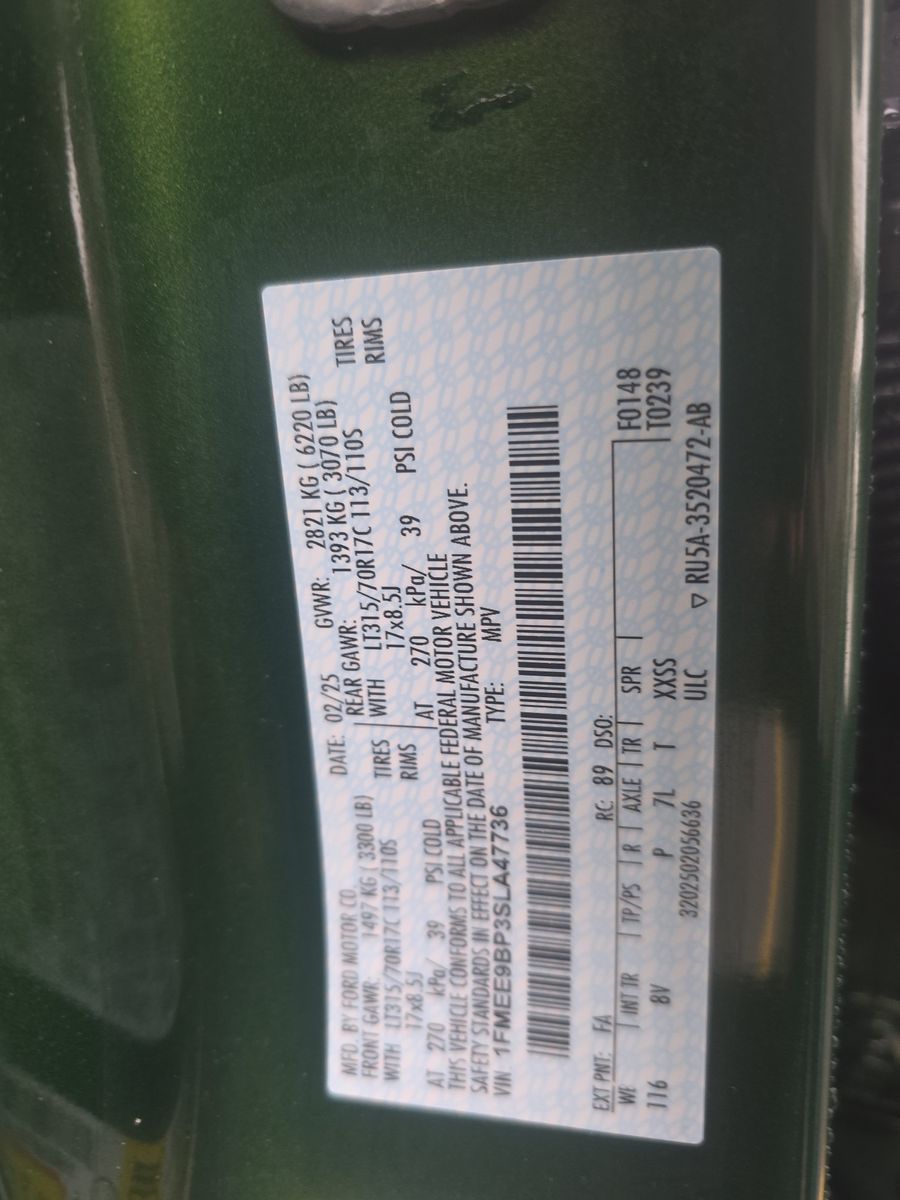 MFD. BY FORD MOTOR CO. DATE: 02/25 GVWR: 2821 KG ( 6220 LB)
FRONT GAWR: 1497 KG ( 3300 LB) REAR GAWR: 1393 KG ( 3070 LB)
WITH LT315/70R17C 113/110S TIRES WITH LT315/70R17C 113/110S TIRES
17x8.5J RIMS 17x8.5J RIMS
AT 270 kPa/ 39 PSI COLD AT 270 kPa/ 39 PSI COLD
THIS VEHICLE CONFORMS TO ALL APPLICABLE FEDERAL MOTOR VEHICLE
SAFETY STANDARDS IN EFFECT ON THE DATE OF MANUFACTURE SHOWN ABOVE.
VIN 1FMEE9BP3SLA47736 TYPE: MPV
EXT PNT: FA RC: 89 DSO: F0148
WB INT TR TP/PS R AXLE TR SPR T0239
116 8V P 7L T XXSS
3202502056636 ULC ▽ RU5A-3520472-AB